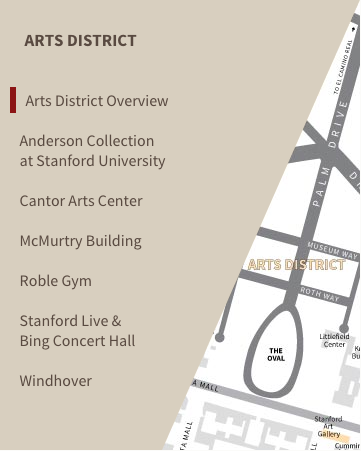 ARTS DISTRICT
Arts District Overview
Anderson Collection
at Stanford University
Cantor Arts Center
McMurtry Building
Roble Gym
Stanford Live &
Bing Concert Hall
Windhover
TO EL CAMINO REAL
PALM DRIVE
MUSEUM WAY
ARTS DISTRICT
ROTH WAY
Littlefield
Center
THE
OVAL
A MALL
Stanford
Art
Gallery